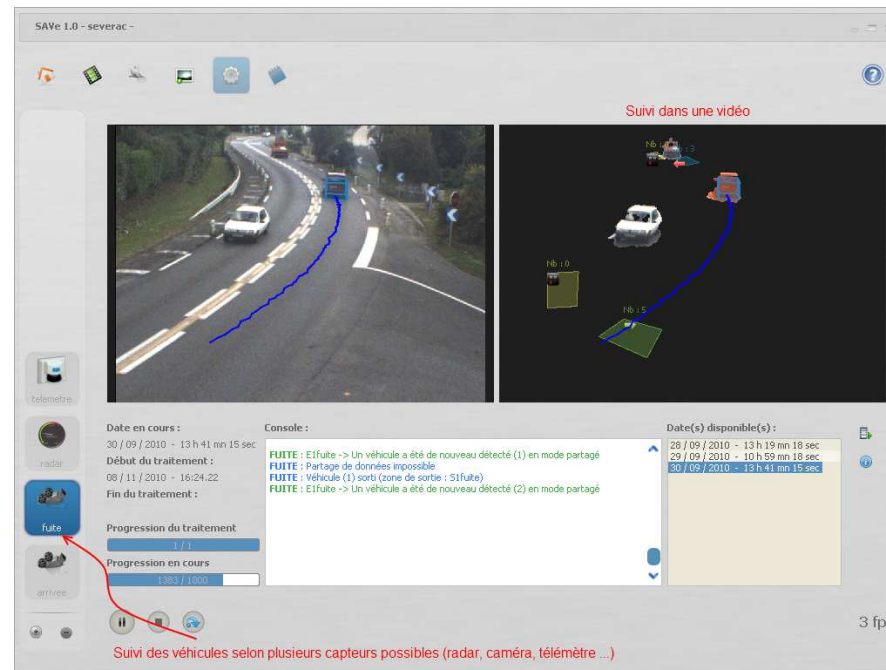 SAVe 1.0 - severac -
Suivi dans une vidéo
Nb : 3
Nb : 0
Nb : 5
telemetre
radar
fuite
arrivee
Date en cours :
30 / 09 / 2010 - 13 h 41 mn 15 sec
Début du traitement :
08 / 11 / 2010 - 16:24.22
Fin du traitement :
Progression du traitement
1 / 1
Progression en cours
1383 / 1800
Console :
FUITE : E1fuite -> Un véhicule a été de nouveau détecté (1) en mode partagé
FUITE : Partage de données impossible
FUITE : Véhicule (1) sorti (zone de sortie : S1fuite)
FUITE : E1fuite -> Un véhicule a été de nouveau détecté (2) en mode partagé
Date(s) disponible(s) :
28 / 09 / 2010 - 13 h 19 mn 18 sec
29 / 09 / 2010 - 10 h 59 mn 18 sec
30 / 09 / 2010 - 13 h 41 mn 15 sec
3 fp
Suivi des véhicules selon plusieurs capteurs possibles (radar, caméra, télémètre ...)